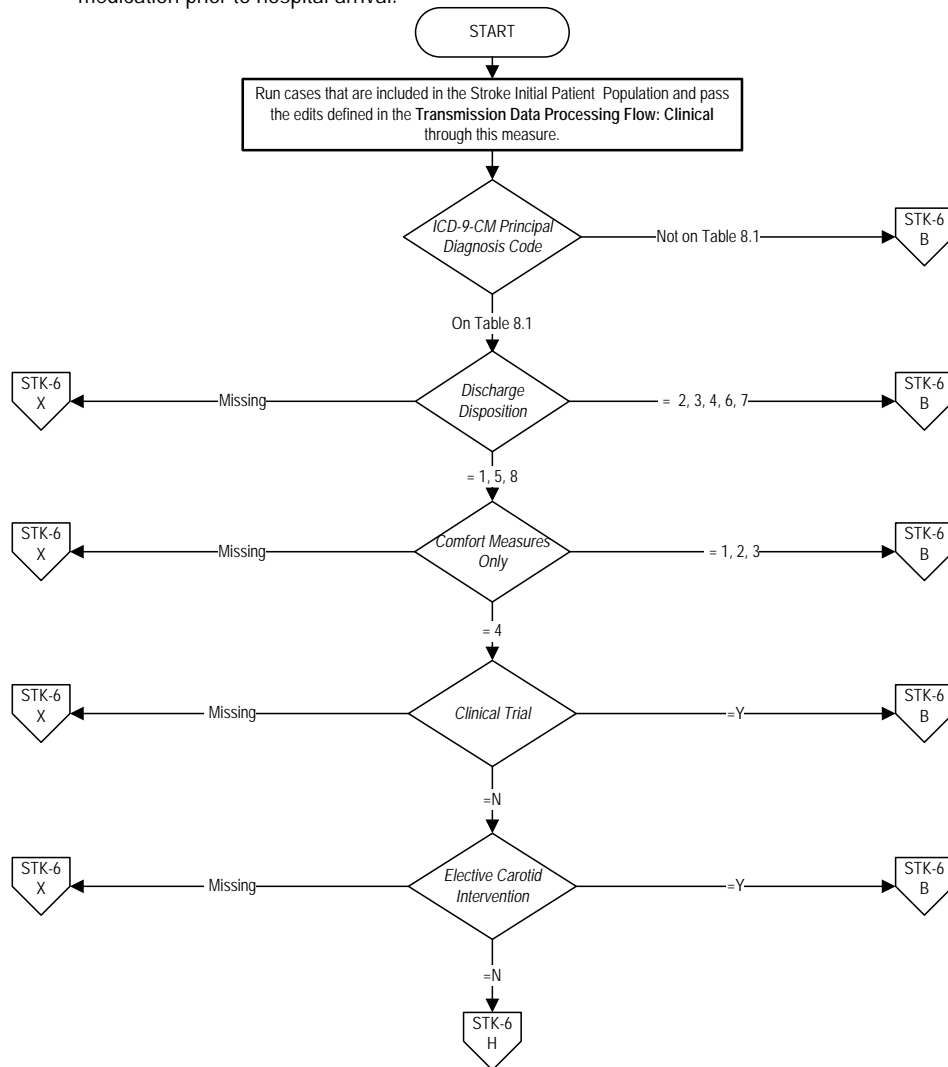 medication prior to hospital arrival.
START
Run cases that are included in the Stroke Initial Patient Population and pass
the edits defined in the Transmission Data Processing Flow: Clinical
through this measure.
ICD-9-CM Principal
Diagnosis Code
Not on Table 8.1
STK-6
B
On Table 8.1
STK-6
X
Missing
Discharge
Disposition
= 2, 3, 4, 6, 7
STK-6
B
= 1, 5, 8
STK-6
X
Missing
Comfort Measures
Only
= 1, 2, 3
STK-6
B
= 4
STK-6
X
Missing
Clinical Trial
=Y
STK-6
B
=N
STK-6
X
Missing
Elective Carotid
Intervention
=Y
STK-6
B
=N
STK-6
H